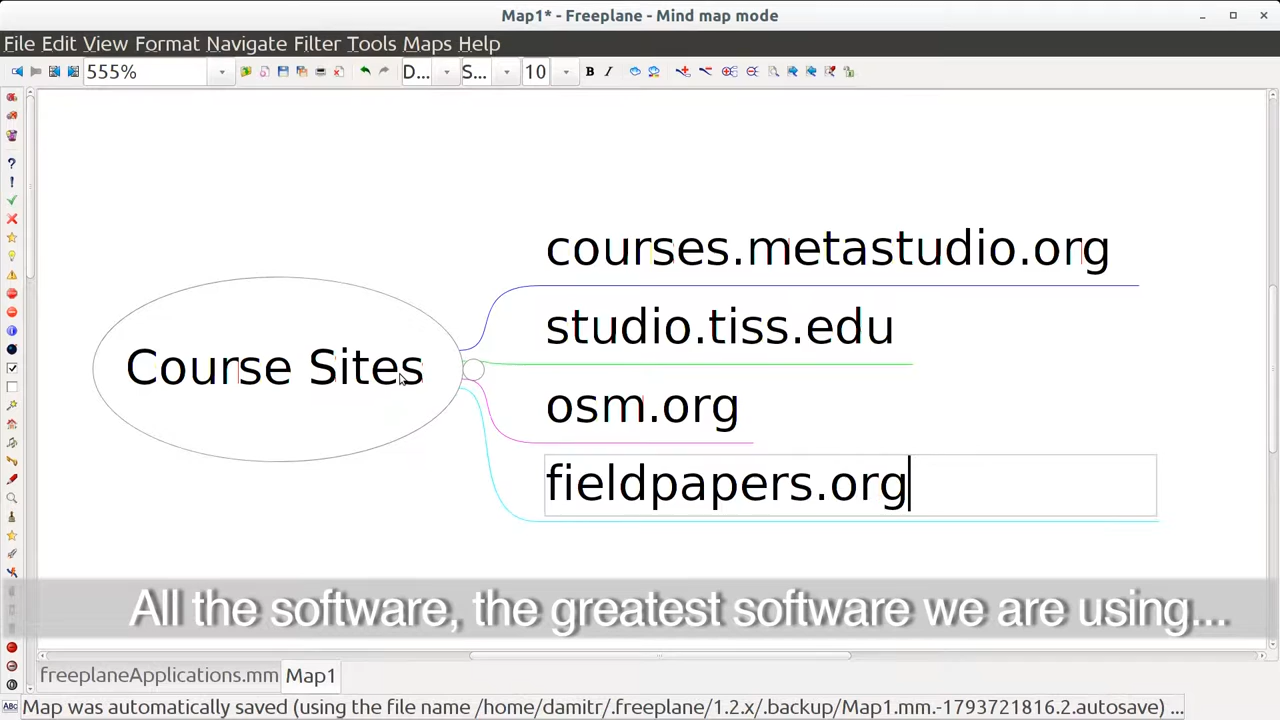 Map1* - Freeplane - Mind map mode
File Edit View Format Navigate Filter Tools Maps Help
555% D... S... 10 B I
courses.metastudio.org
studio.tiss.edu
Course Sites
osm.org
fieldpapers.org
All the software, the greatest software we are using...
freeplaneApplications.mm Map1
ABC Map was automatically saved (using the file name /home/damitr/.freeplane/1.2.x/.backup/Map1.mm.-1793721816.2.autosave) ...